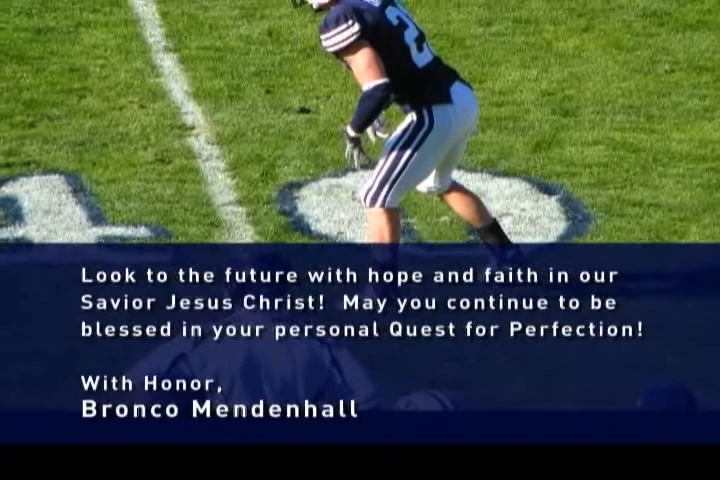 Look to the future with hope and faith in our
Savior Jesus Christ!  May you continue to be
blessed in your personal Quest for Perfection!
With Honor,
Bronco Mendenhall